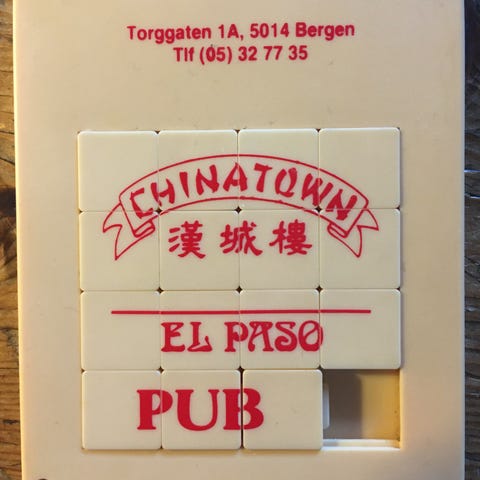 Torggaten 1A, 5014 Bergen
Tlf (05) 32 77 35
CHINATOWN
漢城樓
EL PASO
PUB